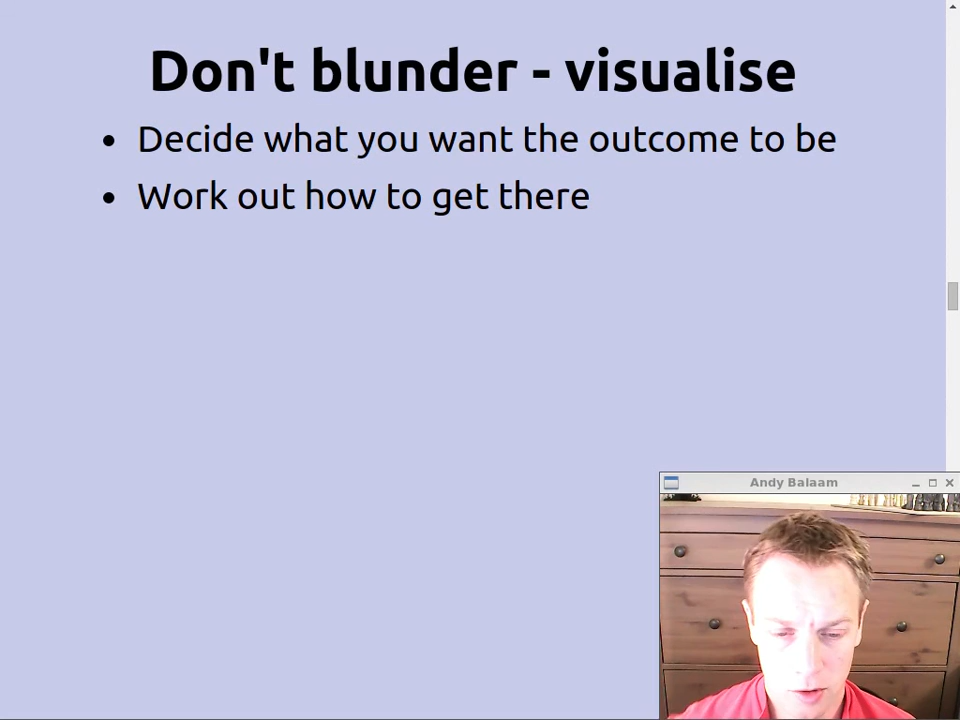 Don't blunder - visualise
• Decide what you want the outcome to be
• Work out how to get there
Andy Balaam